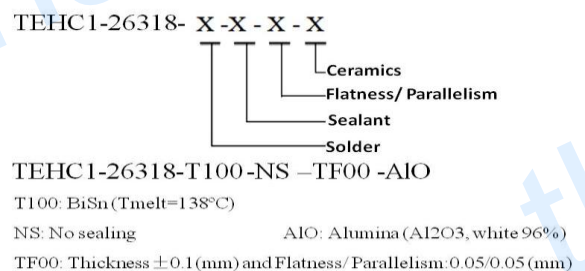 TEHC1-26318- X -X - X - X
Ceramics
Flatness/ Parallelism
Sealant
Solder
TEHC1-26318-T100-NS –TF00 -AlO
T100: BiSn(Tmelt=138°C)
NS: No sealing AlO: Alumina (Al2O3, white 96%)
TF00: Thickness ±0.1(mm) and Flatness/Parallelism:0.05/0.05(mm)